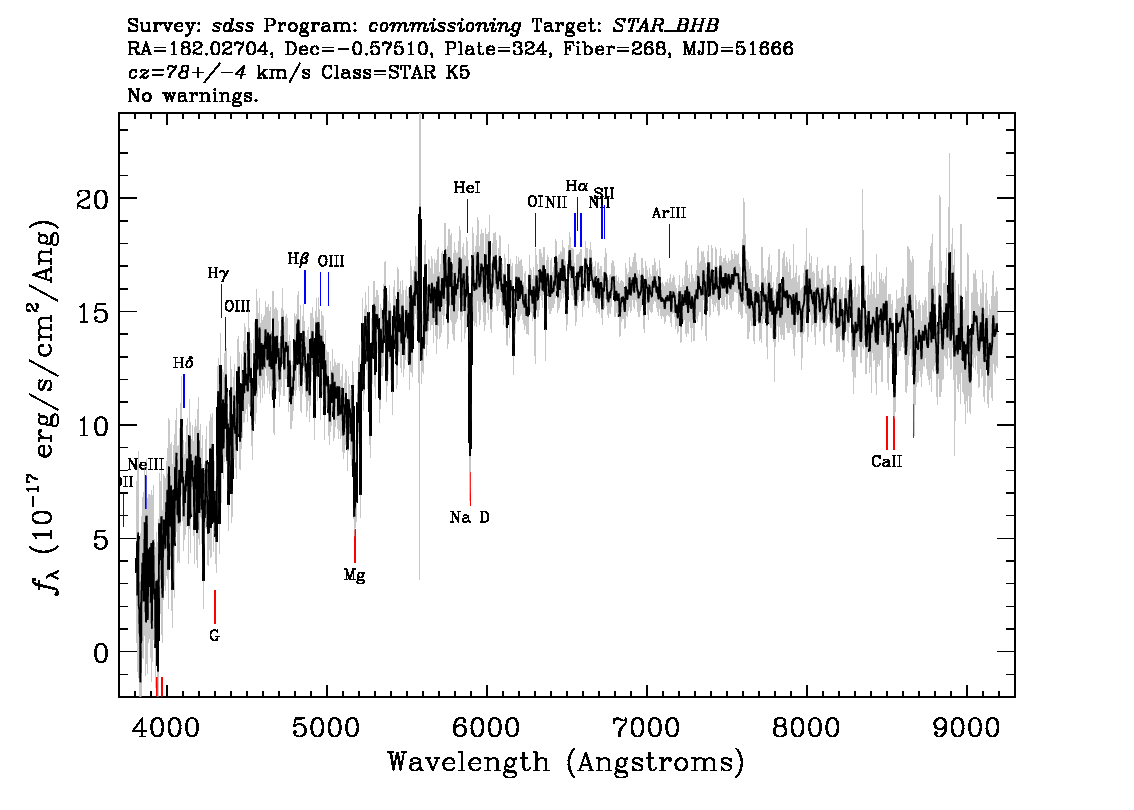 Survey: sdss Program: commissioning Target: STAR_BHB
RA=182.02704, Dec=-0.57510, Plate=324, Fiber=268, MJD=51666
cz=78+/-4 km/s Class=STAR K5
No warnings.
HeI
Hα
SII
OI NII NII
ArIII
Hβ OIII
Hγ
OIII
Hδ
NeIII
OII
CaII
Na D
Mg
G
20
15
10
5
0
fλ (10⁻¹⁷ erg/s/cm²/Ang)
4000 5000 6000 7000 8000 9000
Wavelength (Angstroms)